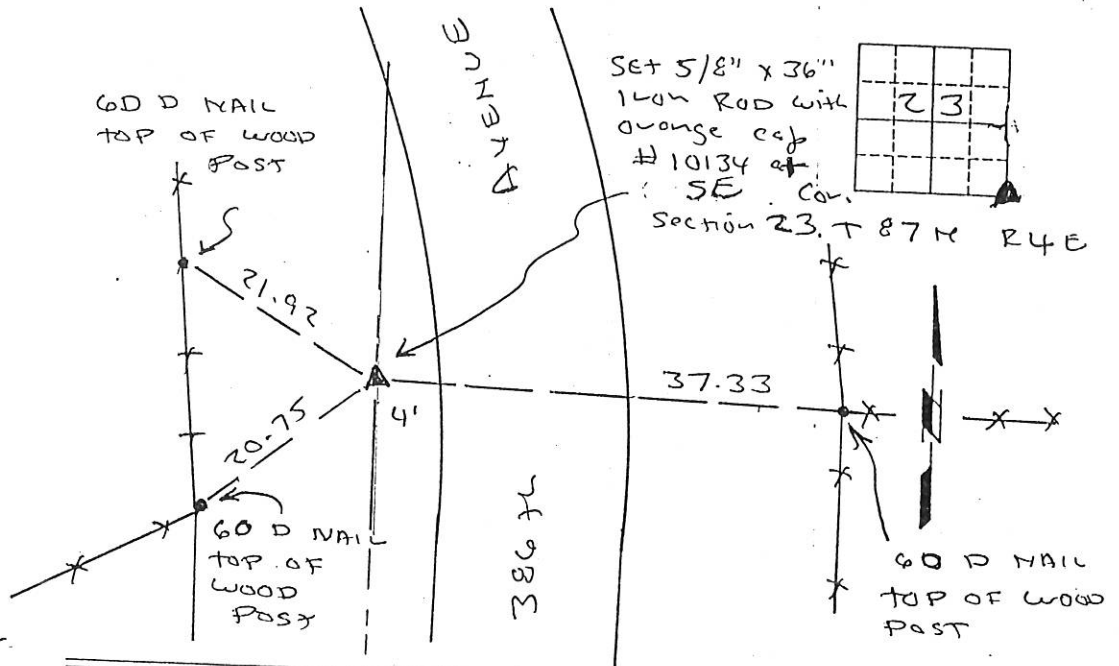 60 D NAIL
TOP OF WOOD
POST
AVENUE
SET 5/8" x 36"
Iron ROD with
orange cap
# 10134 at
SE Cor.
Section 23. T 87 N R4E
23
21.92
20.75
4'
37.33
386th
N
60 D NAIL
TOP OF
WOOD
POST
60 D NAIL
TOP OF WOOD
POST